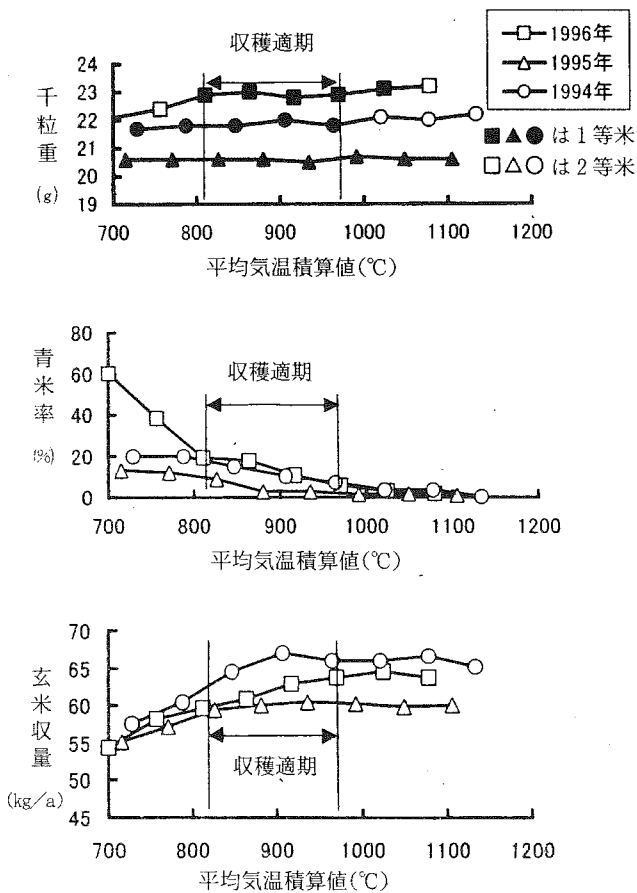 収穫適期
1996年
1995年
1994年
■▲●は1等米
□△○は2等米
千粒重
(g)
24
23
22
21
20
19
700 800 900 1000 1100 1200
平均気温積算値(℃)
青米率
(%)
80
60
40
20
0
収穫適期
700 800 900 1000 1100 1200
平均気温積算値(℃)
玄米収量
(kg/a)
70
65
60
55
50
45
収穫適期
700 800 900 1000 1100 1200
平均気温積算値(℃)